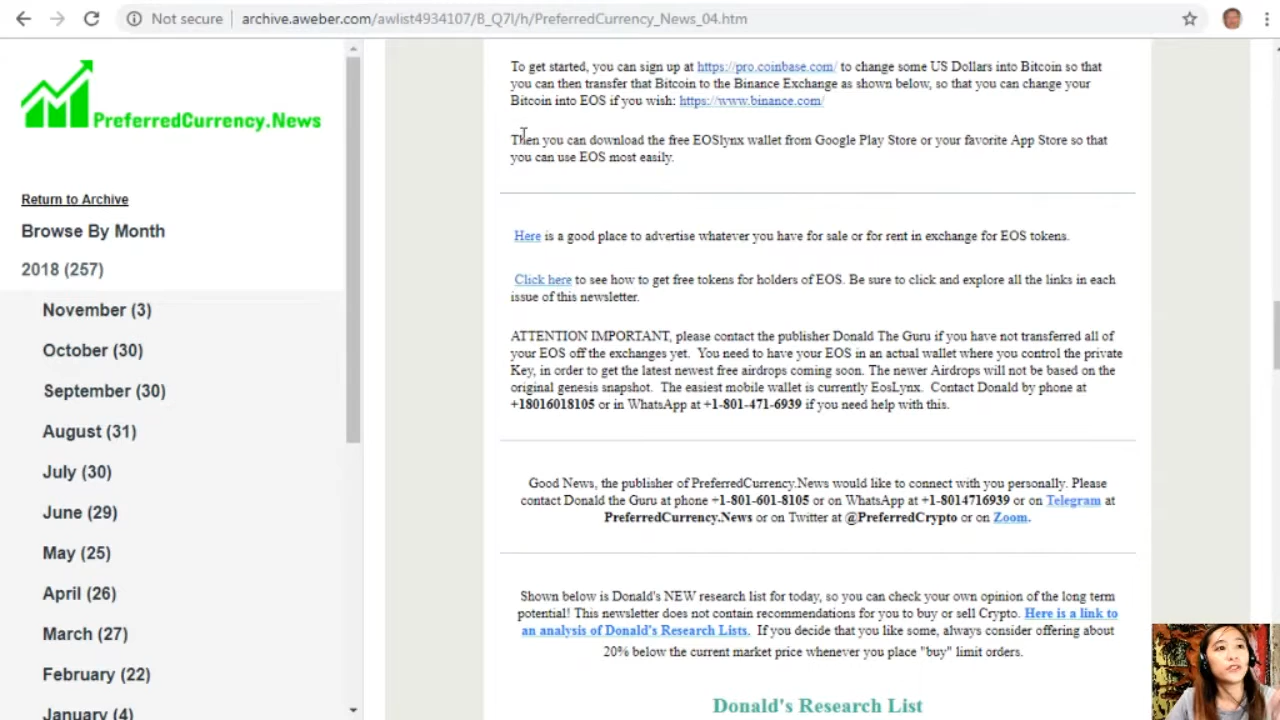 Not secure | archive.aweber.com/awlist4934107/B_Q7I/h/PreferredCurrency_News_04.htm
PreferredCurrency.News
Return to Archive
Browse By Month
2018 (257)
November (3)
October (30)
September (30)
August (31)
July (30)
June (29)
May (25)
April (26)
March (27)
February (22)
January (4)
To get started, you can sign up at https://pro.coinbase.com/ to change some US Dollars into Bitcoin so that
you can then transfer that Bitcoin to the Binance Exchange as shown below, so that you can change your
Bitcoin into EOS if you wish: https://www.binance.com/
Then you can download the free EOSlynx wallet from Google Play Store or your favorite App Store so that
you can use EOS most easily.
Here is a good place to advertise whatever you have for sale or for rent in exchange for EOS tokens.
Click here to see how to get free tokens for holders of EOS. Be sure to click and explore all the links in each
issue of this newsletter.
ATTENTION IMPORTANT, please contact the publisher Donald The Guru if you have not transferred all of
your EOS off the exchanges yet. You need to have your EOS in an actual wallet where you control the private
Key, in order to get the latest newest free airdrops coming soon. The newer Airdrops will not be based on the
original genesis snapshot. The easiest mobile wallet is currently EosLynx. Contact Donald by phone at
+18016018105 or in WhatsApp at +1-801-471-6939 if you need help with this.
Good News, the publisher of PreferredCurrency.News would like to connect with you personally. Please
contact Donald the Guru at phone +1-801-601-8105 or on WhatsApp at +1-8014716939 or on Telegram at
PreferredCurrency.News or on Twitter at @PreferredCrypto or on Zoom.
Shown below is Donald's NEW research list for today, so you can check your own opinion of the long term
potential! This newsletter does not contain recommendations for you to buy or sell Crypto. Here is a link to
an analysis of Donald's Research Lists. If you decide that you like some, always consider offering about
20% below the current market price whenever you place "buy" limit orders.
Donald's Research List